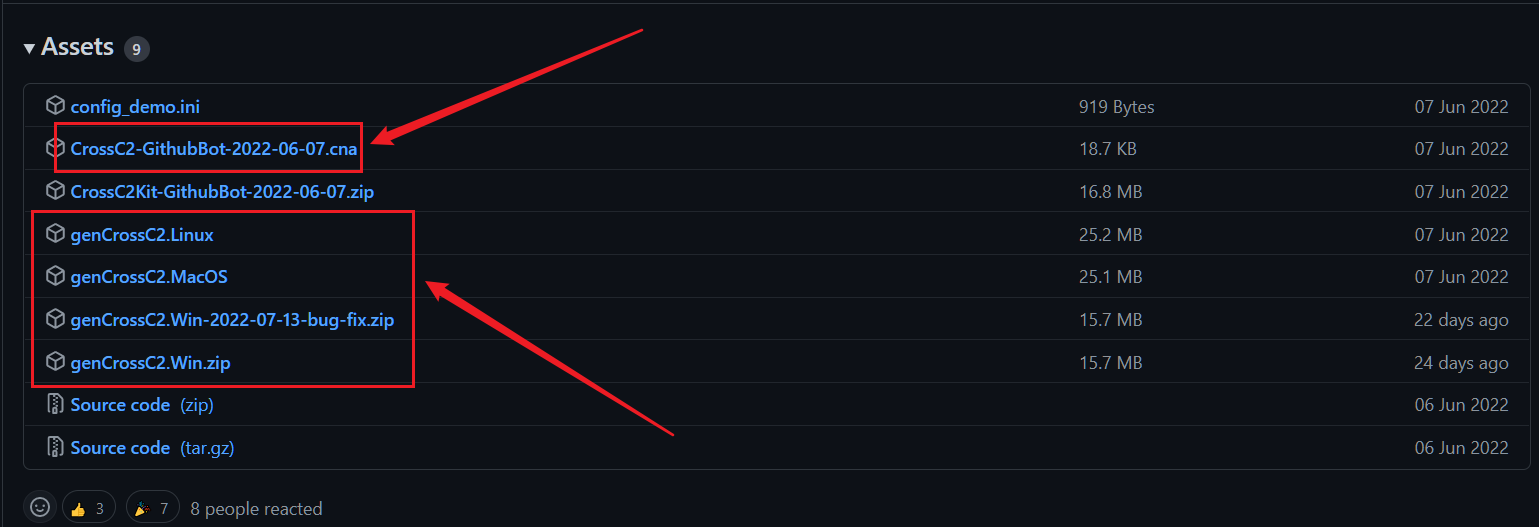 Assets 9
config_demo.ini 919 Bytes 07 Jun 2022
CrossC2-GithubBot-2022-06-07.cna 18.7 KB 07 Jun 2022
CrossC2Kit-GithubBot-2022-06-07.zip 16.8 MB 07 Jun 2022
genCrossC2.Linux 25.2 MB 07 Jun 2022
genCrossC2.MacOS 25.1 MB 07 Jun 2022
genCrossC2.Win-2022-07-13-bug-fix.zip 15.7 MB 22 days ago
genCrossC2.Win.zip 15.7 MB 24 days ago
Source code (zip) 06 Jun 2022
Source code (tar.gz) 06 Jun 2022
3 7 8 people reacted